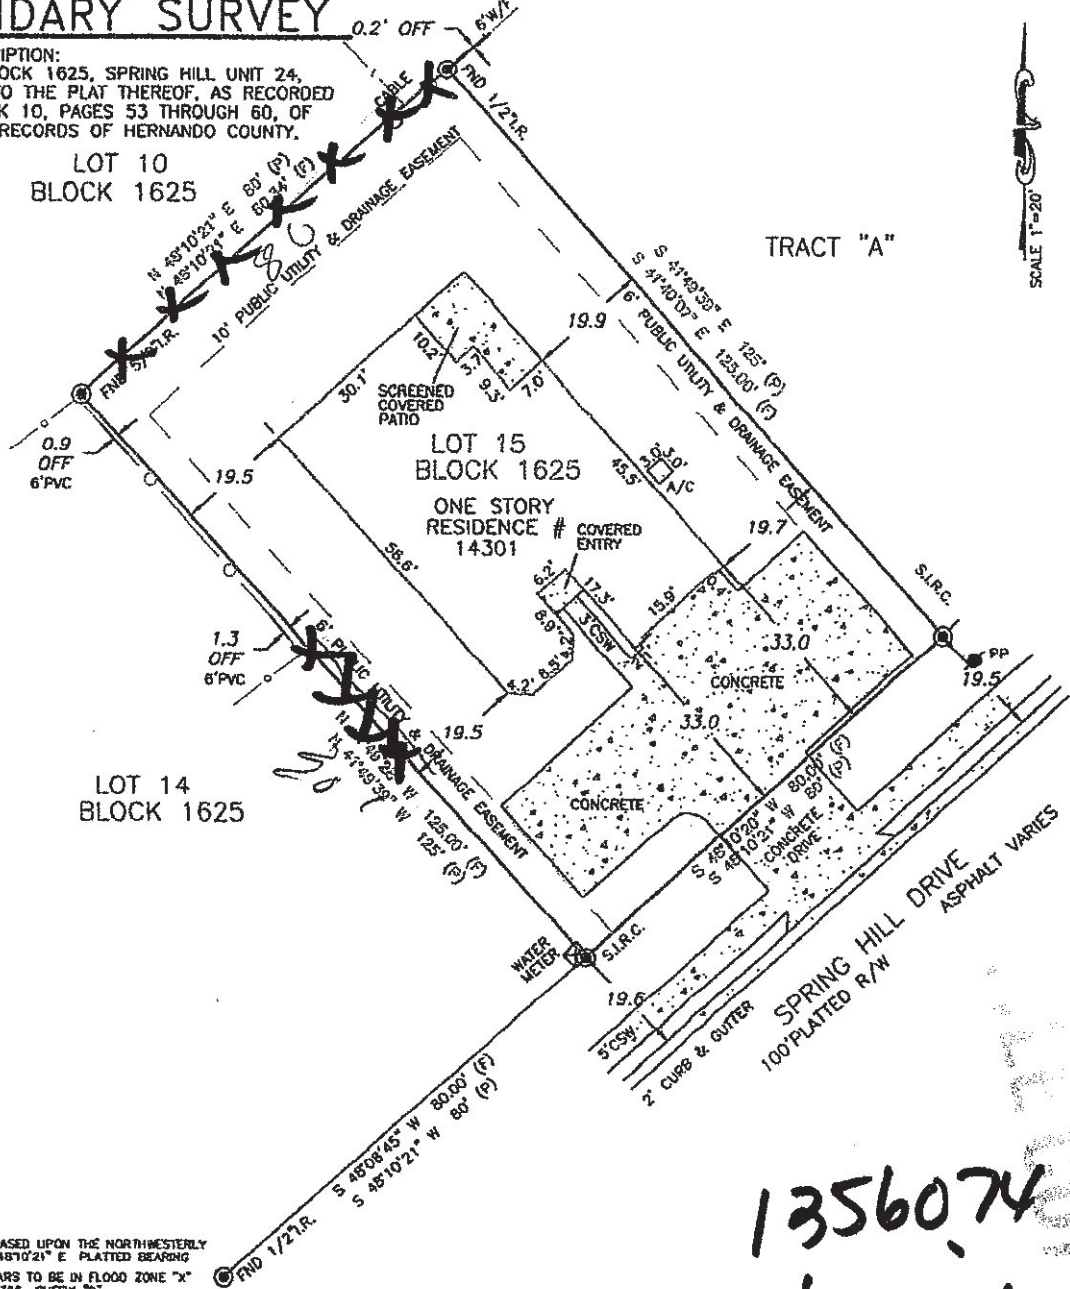 NDARY SURVEY
IPTION:
OCK 1625, SPRING HILL UNIT 24,
O THE PLAT THEREOF, AS RECORDED
K 10, PAGES 53 THROUGH 60, OF
RECORDS OF HERNANDO COUNTY.
0.2' OFF
FND 1/2"I.R.
CABLE
LOT 10
BLOCK 1625
N 48°10'21" E 80' (P)
48°10'21" E (F)
80
10' PUBLIC UTILITY & DRAINAGE EASEMENT
TRACT "A"
SCALE 1"=20'
S 41°49'39" E 125' (P)
S 41°40'07" E 125.00' (F)
6' PUBLIC UTILITY & DRAINAGE EASEMENT
FND 5/8"I.R.
0.9
OFF
6'PVC
19.5
30.1'
10.2'
3.7'
9.3'
7.0'
19.9
SCREENED
COVERED
PATIO
LOT 15
BLOCK 1625
ONE STORY
RESIDENCE #
14301
COVERED
ENTRY
45.5'
3.0'
3.0'
A/C
58.6'
6.2'
17.3'
15.9'
0.4'
19.7
3'CSW
4.2'
S.I.R.C.
PP
19.5
1.3
OFF
6'PVC
6' PUBLIC UTILITY & DRAINAGE EASEMENT
19.5
33.0
CONCRETE
33.0
CONCRETE
W 125.00' (F)
N 41°49'39" W 125' (P)
LOT 14
BLOCK 1625
S 48°10'20" W 80.00' (F)
S 48°10'21" W 80' (P)
CONCRETE
DRIVE
WATER
METER
S.I.R.C.
19.6
5'CSW
2' CURB & GUTTER
SPRING HILL DRIVE
100'PLATTED R/W
ASPHALT VARIES
S 48°08'45" W 80.00' (F)
S 48°10'21" W 80' (P)
FND 1/2"I.R.
1356074
ASED UPON THE NORTHWESTERLY
48°10'21" E PLATTED BEARING
ARS TO BE IN FLOOD ZONE "X"